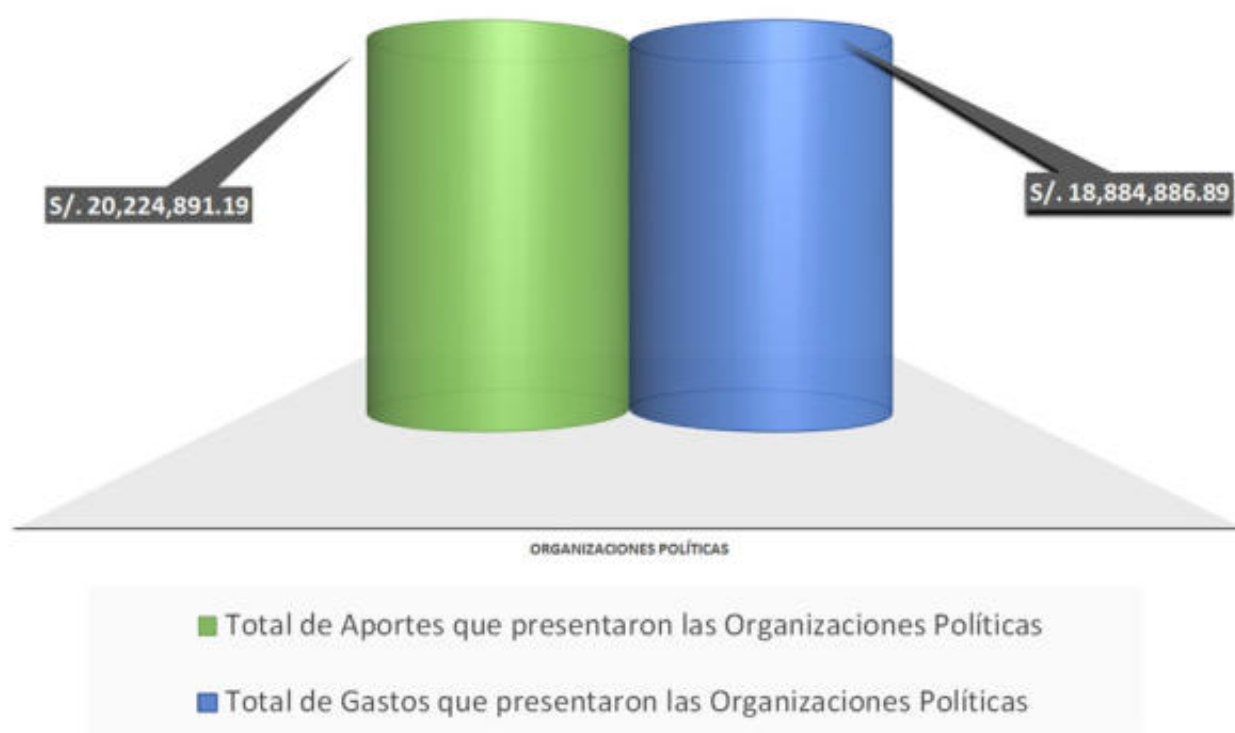 S/. 20,224,891.19
S/. 18,884,886.89
ORGANIZACIONES POLÍTICAS
Total de Aportes que presentaron las Organizaciones Políticas
Total de Gastos que presentaron las Organizaciones Políticas